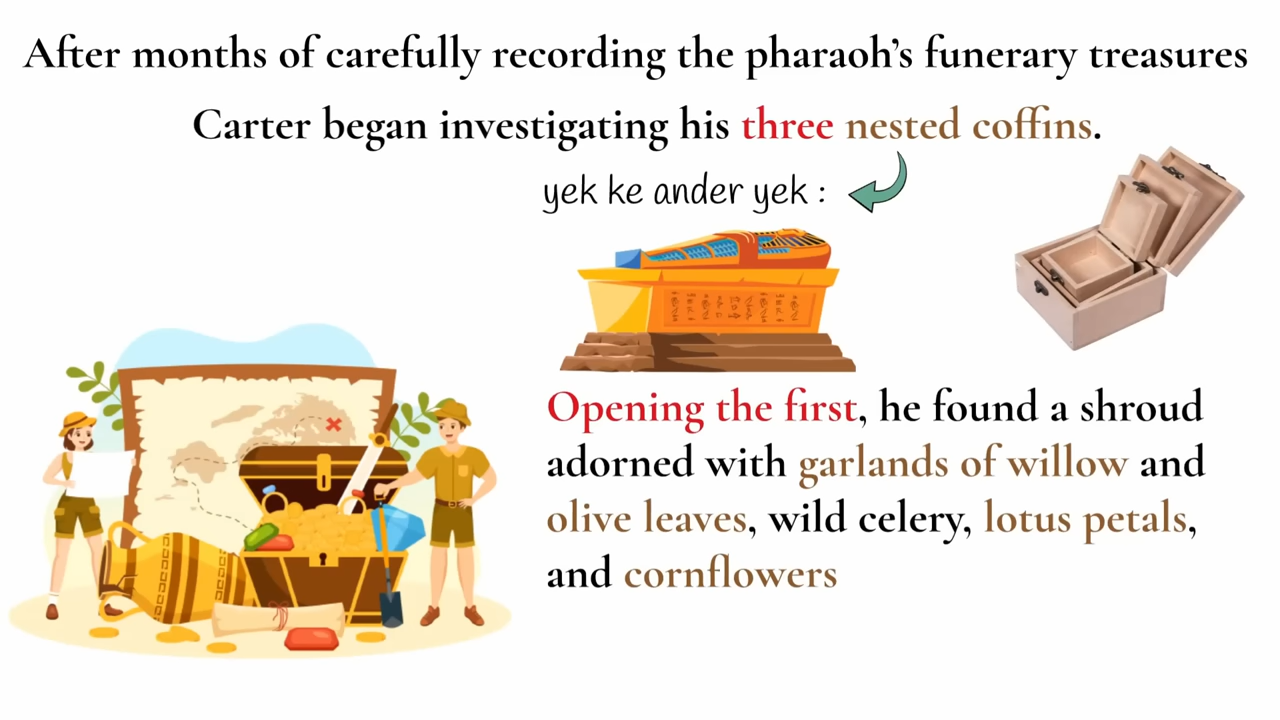 After months of carefully recording the pharaoh's funerary treasures
Carter began investigating his three nested coffins.
yek ke ander yek :
Opening the first, he found a shroud
adorned with garlands of willow and
olive leaves, wild celery, lotus petals,
and cornflowers